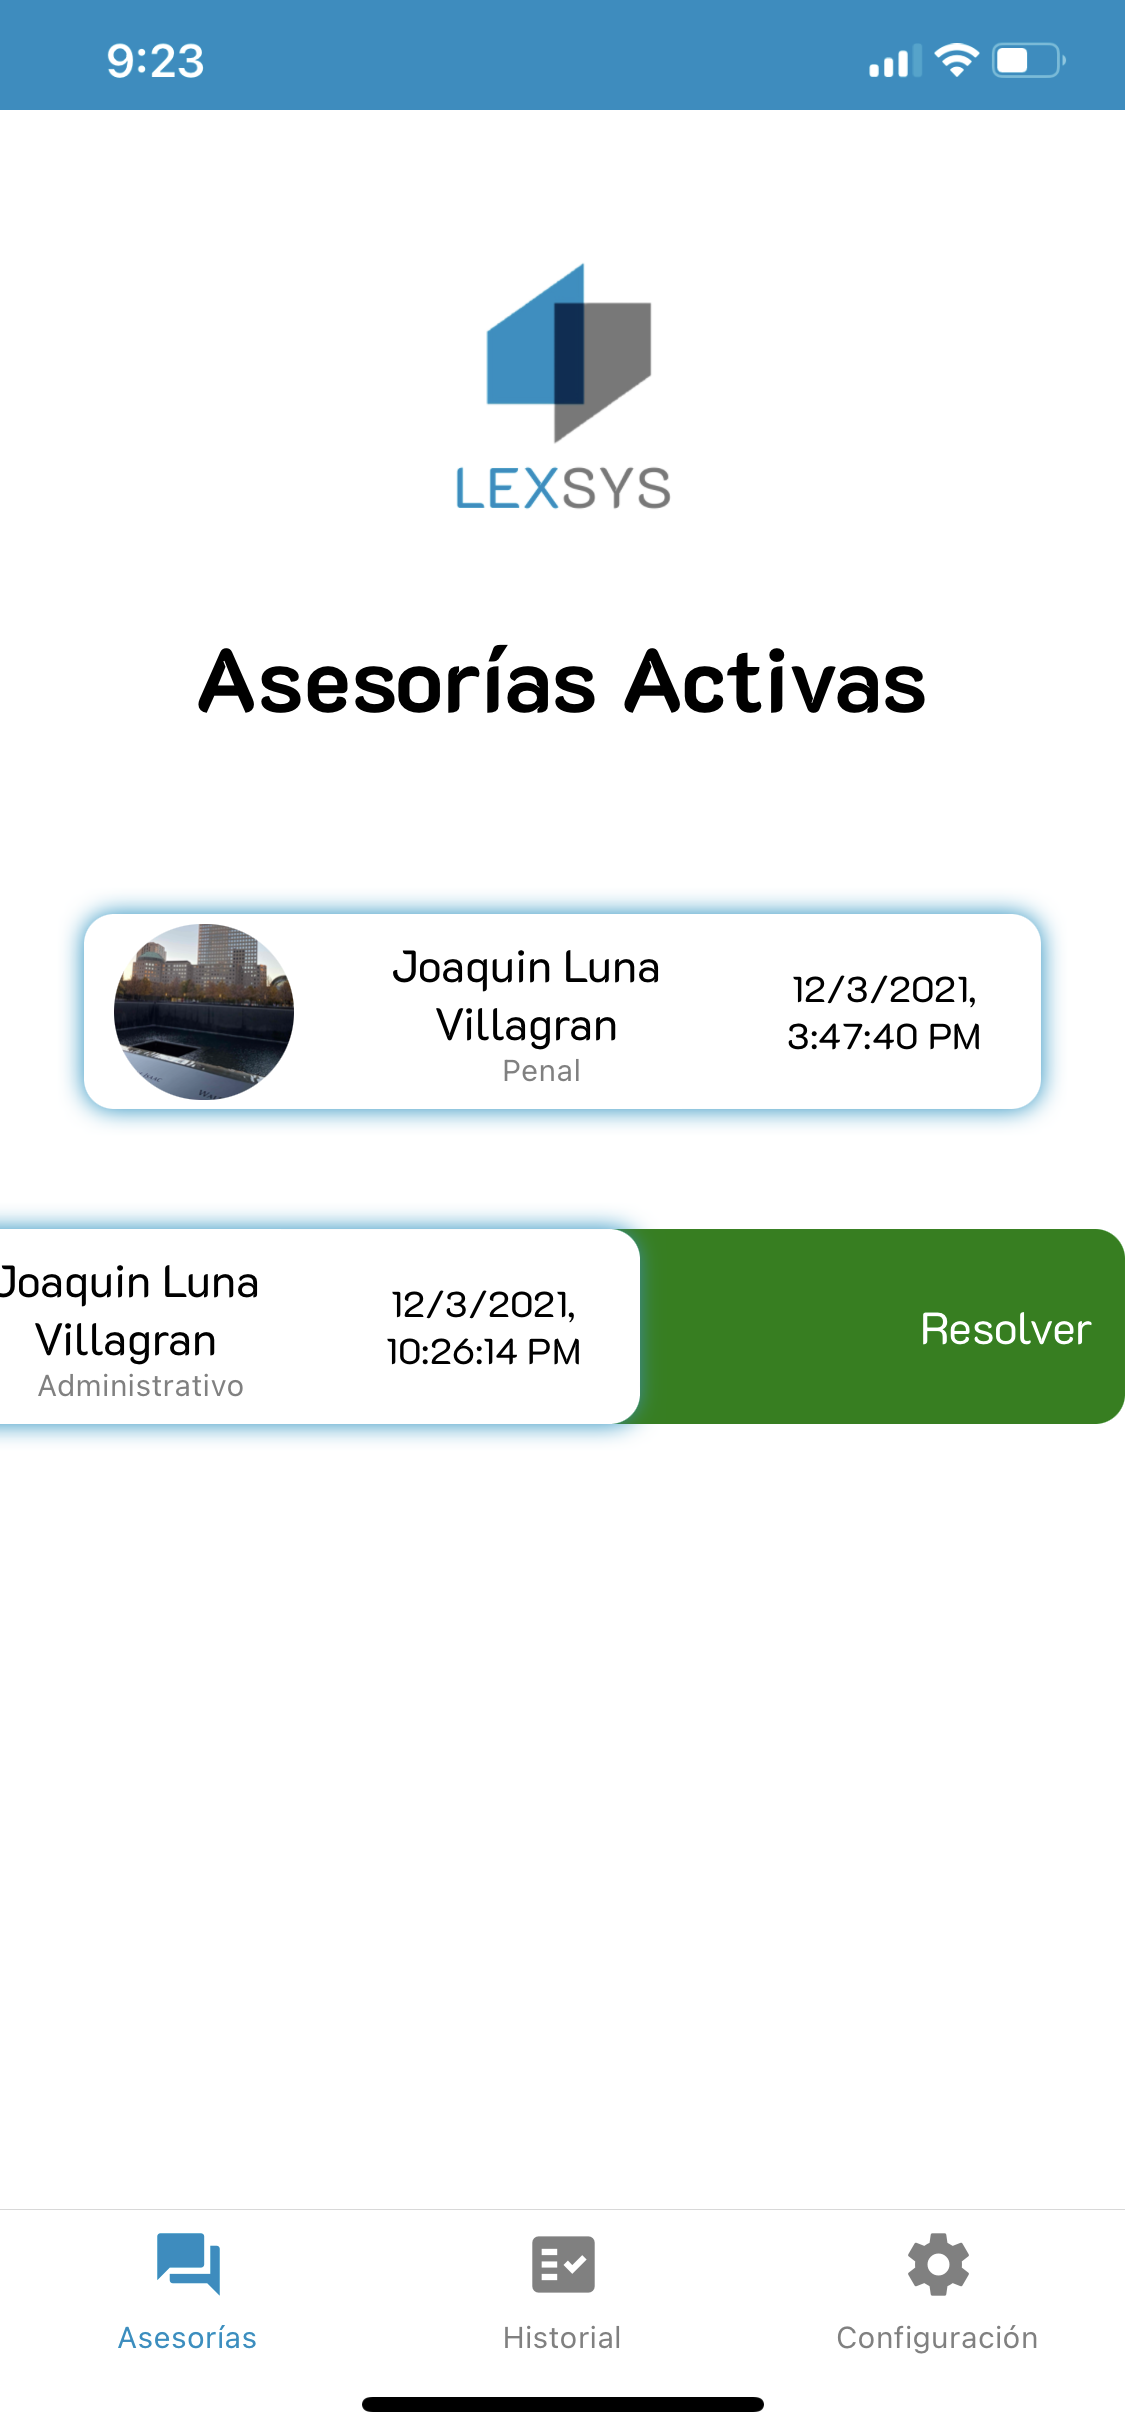 9:23
LEXSYS
Asesorías Activas
Joaquin Luna
Villagran
Penal
12/3/2021,
3:47:40 PM
Joaquin Luna
Villagran
Administrativo
12/3/2021,
10:26:14 PM
Resolver
Asesorías
Historial
Configuración